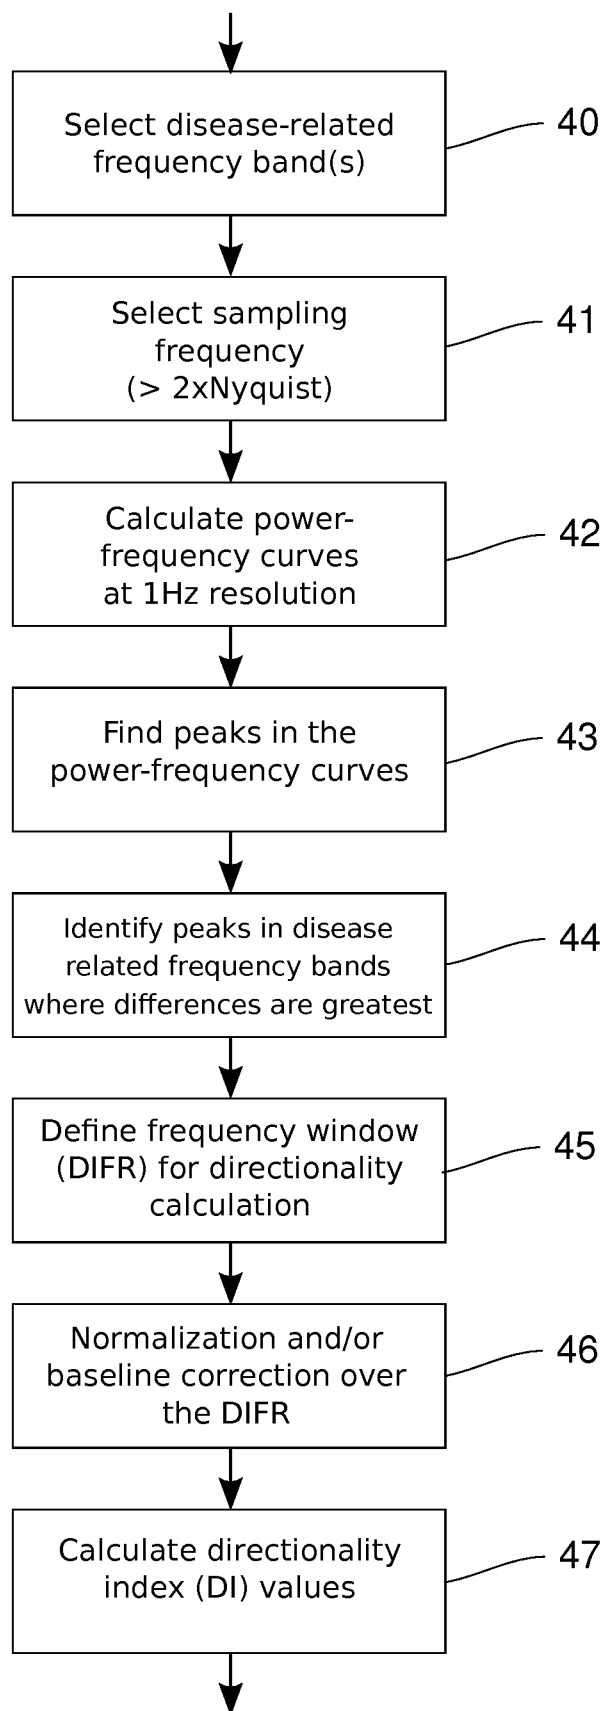 Select disease-related
frequency band(s)
40
Select sampling
frequency
(> 2xNyquist)
41
Calculate power-
frequency curves
at 1Hz resolution
42
Find peaks in the
power-frequency curves
43
Identify peaks in disease
related frequency bands
where differences are greatest
44
Define frequency window
(DIFR) for directionality
calculation
45
Normalization and/or
baseline correction over
the DIFR
46
Calculate directionality
index (DI) values
47